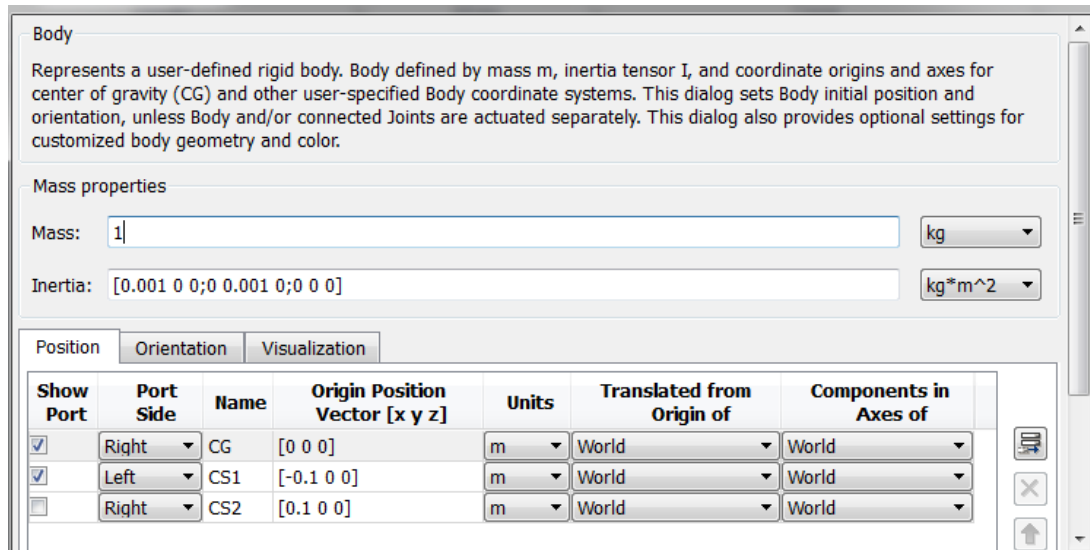 Body
Represents a user-defined rigid body. Body defined by mass m, inertia tensor I, and coordinate origins and axes for
center of gravity (CG) and other user-specified Body coordinate systems. This dialog sets Body initial position and
orientation, unless Body and/or connected Joints are actuated separately. This dialog also provides optional settings for
customized body geometry and color.
Mass properties
Mass: 1 kg
Inertia: [0.001 0 0;0 0.001 0;0 0 0] kg*m^2
Position Orientation Visualization
Show Port Port Side Name Origin Position Vector [x y z] Units Translated from Origin of Components in Axes of
Right CG [0 0 0] m World World
Left CS1 [-0.1 0 0] m World World
Right CS2 [0.1 0 0] m World World